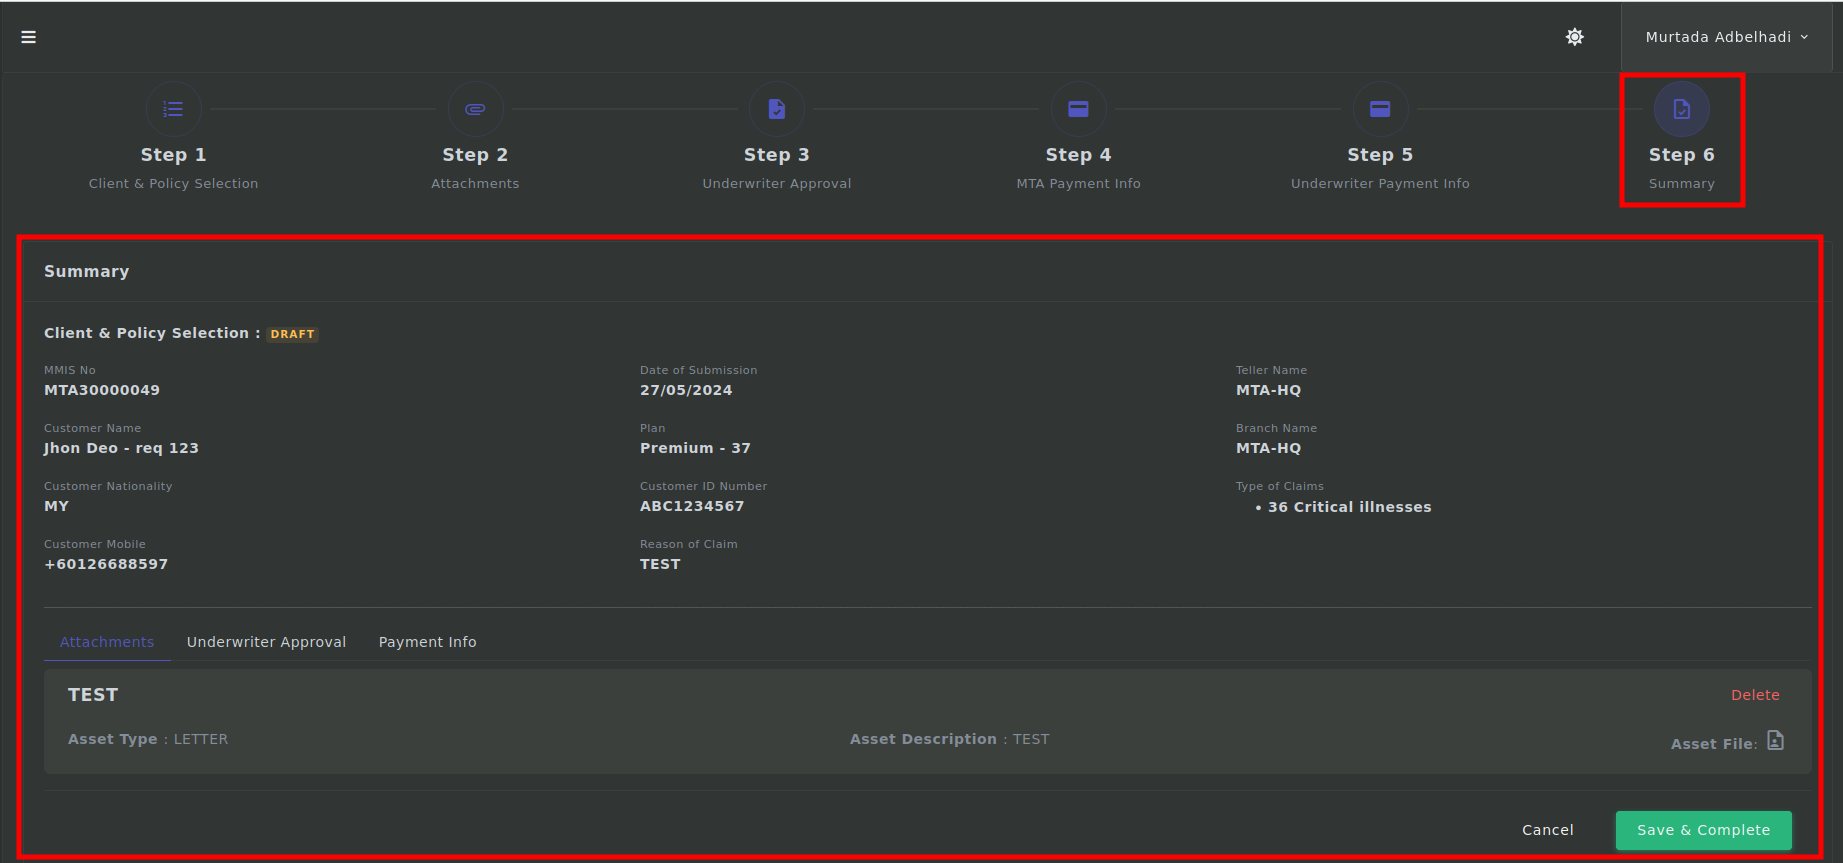 Murtada Adbelhadi
Step 1
Client & Policy Selection
Step 2
Attachments
Step 3
Underwriter Approval
Step 4
MTA Payment Info
Step 5
Underwriter Payment Info
Step 6
Summary
Summary
Client & Policy Selection : DRAFT
MMIS No
MTA30000049
Date of Submission
27/05/2024
Teller Name
MTA-HQ
Customer Name
Jhon Deo - req 123
Plan
Premium - 37
Branch Name
MTA-HQ
Customer Nationality
MY
Customer ID Number
ABC1234567
Type of Claims
• 36 Critical illnesses
Customer Mobile
+60126688597
Reason of Claim
TEST
Attachments Underwriter Approval Payment Info
TEST Delete
Asset Type : LETTER Asset Description : TEST Asset File:
Cancel Save & Complete